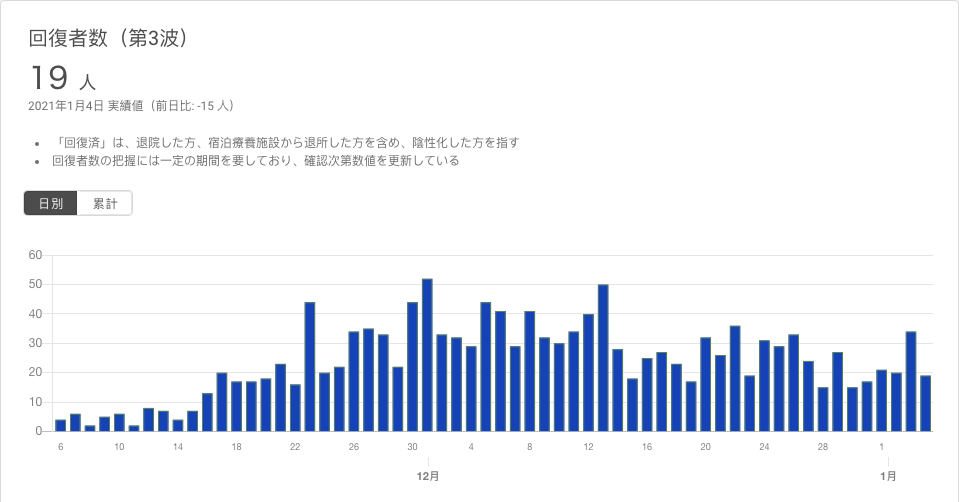 回復者数（第3波）
19 人
2021年1月4日 実績値（前日比: -15 人）
• 「回復済」は、退院した方、宿泊療養施設から退所した方を含め、陰性化した方を指す
• 回復者数の把握には一定の期間を要しており、確認次第数値を更新している
日別 累計
60
50
40
30
20
10
0
6 10 14 18 22 26 30 4 8 12 16 20 24 28 1
12月 1月